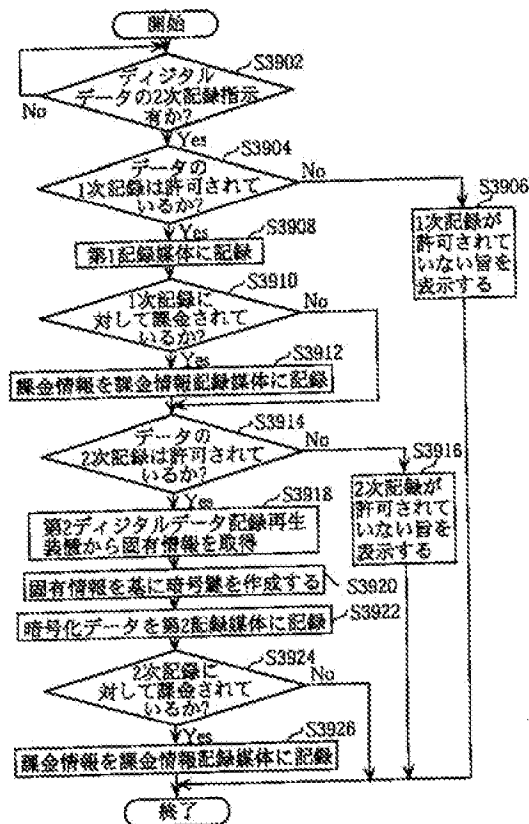 開始
S3902
ディジタル
データの2次記録指示
有か?
No
Yes
S3904
データの
1次記録は許可されて
いるか?
No
S3906
1次記録が
許可されて
いない旨を
表示する
Yes
S3908
第1記録媒体に記録
S3910
1次記録に
対して課金されて
いるか?
No
Yes
S3912
課金情報を課金情報記録媒体に記録
S3914
データの
2次記録は許可されて
いるか?
No
S3916
2次記録が
許可されて
いない旨を
表示する
Yes
S3918
第2ディジタルデータ記録再生
装置から固有情報を取得
固有情報を基に暗号鍵を作成する
S3920
S3922
暗号化データを第2記録媒体に記録
S3924
2次記録に
対して課金されて
いるか?
No
Yes
S3926
課金情報を課金情報記録媒体に記録
終了